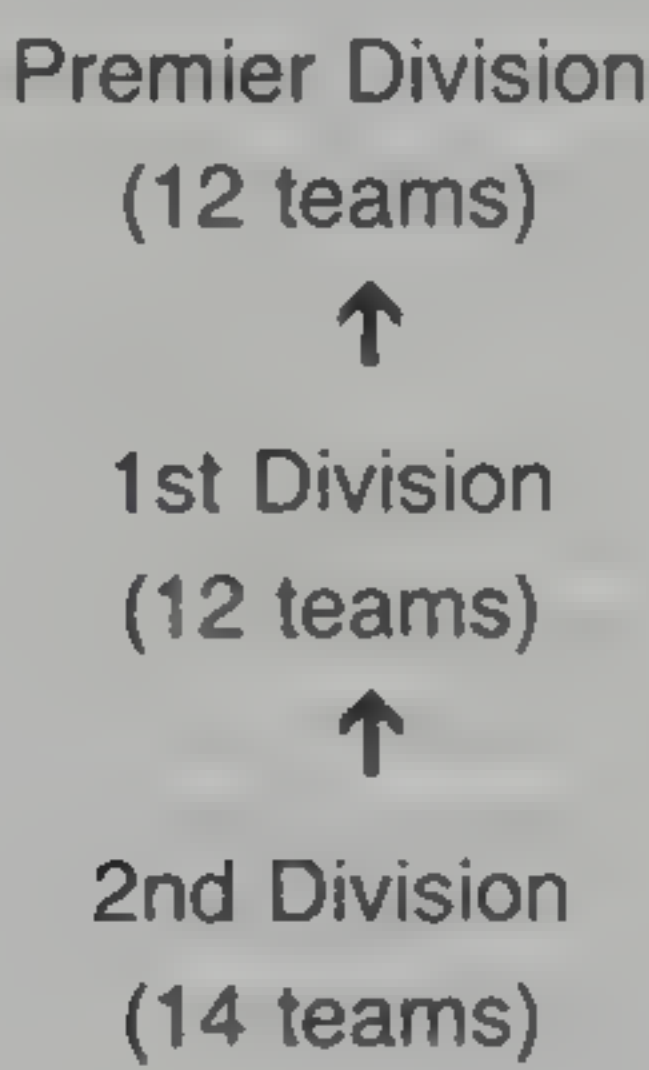 Premier Division
(12 teams)
↑
1st Division
(12 teams)
↑
2nd Division
(14 teams)